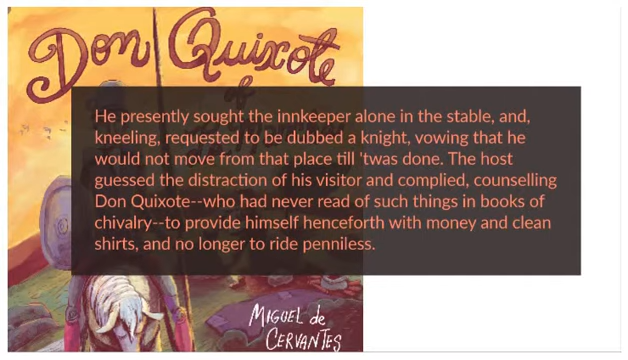 Don Quixote
of
He presently sought the innkeeper alone in the stable, and,
kneeling, requested to be dubbed a knight, vowing that he
would not move from that place till 'twas done. The host
guessed the distraction of his visitor and complied, counselling
Don Quixote--who had never read of such things in books of
chivalry--to provide himself henceforth with money and clean
shirts, and no longer to ride penniless.
MIGUEL de
CERVANTES